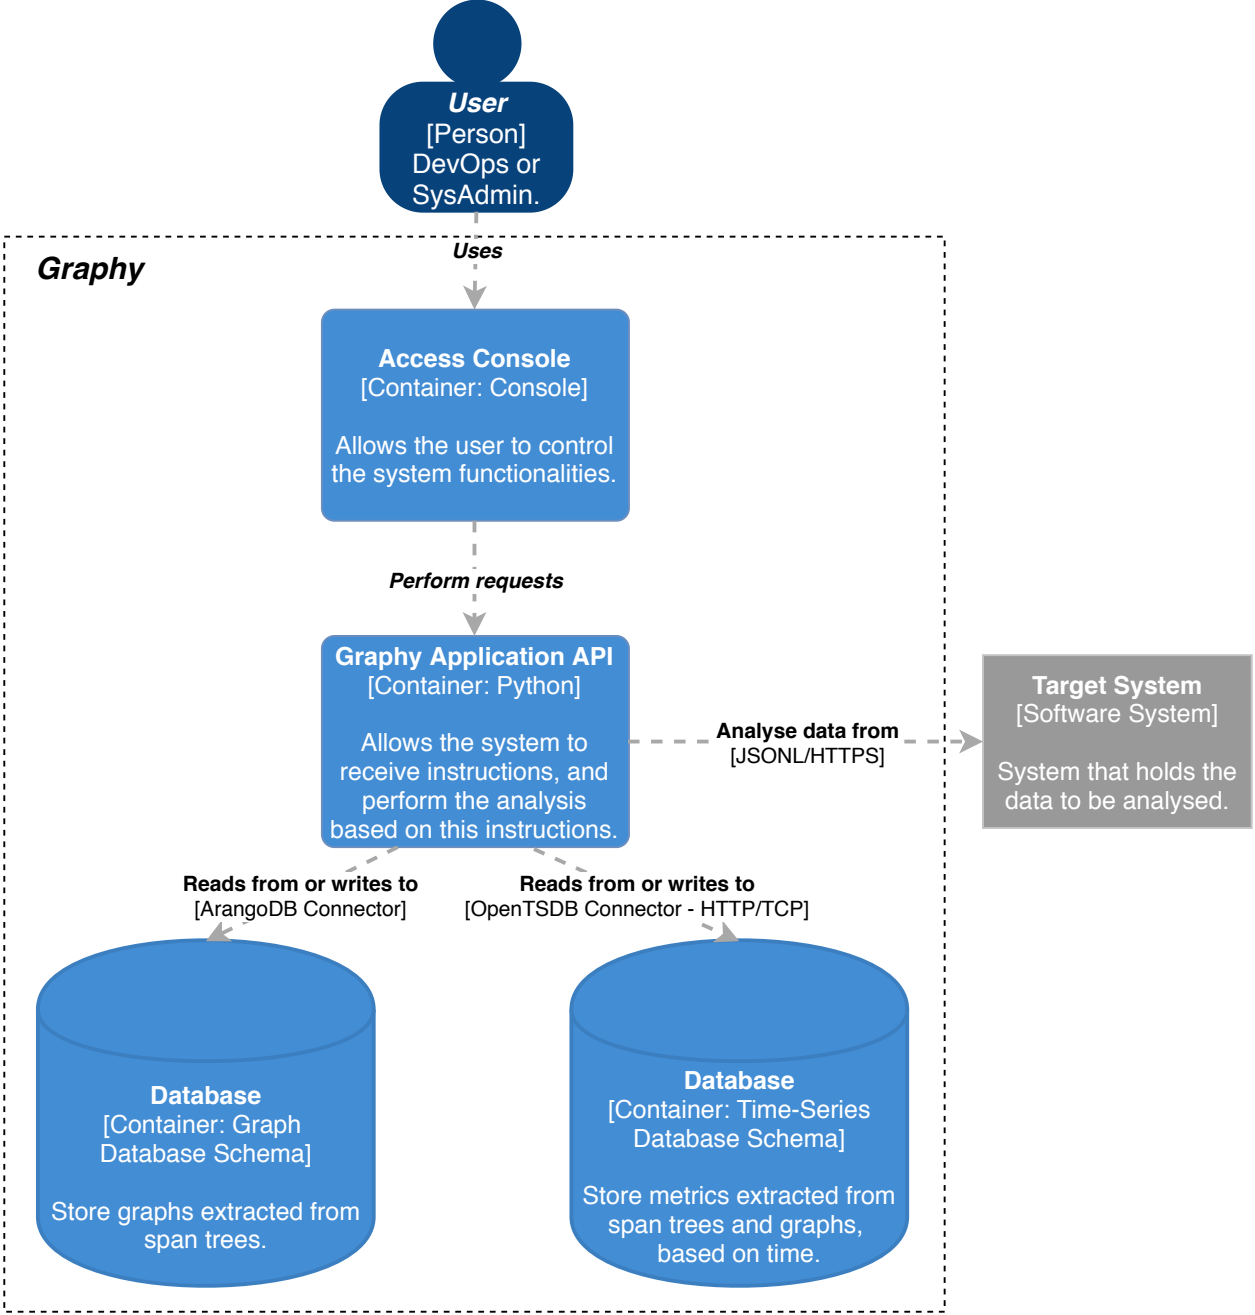 User
[Person]
DevOps or
SysAdmin.
Uses
Graphy
Access Console
[Container: Console]
Allows the user to control
the system functionalities.
Perform requests
Graphy Application API
[Container: Python]
Allows the system to
receive instructions, and
perform the analysis
based on this instructions.
Analyse data from
[JSONL/HTTPS]
Target System
[Software System]
System that holds the
data to be analysed.
Reads from or writes to
[ArangoDB Connector]
Reads from or writes to
[OpenTSDB Connector - HTTP/TCP]
Database
[Container: Graph
Database Schema]
Store graphs extracted from
span trees.
Database
[Container: Time-Series
Database Schema]
Store metrics extracted from
span trees and graphs,
based on time.